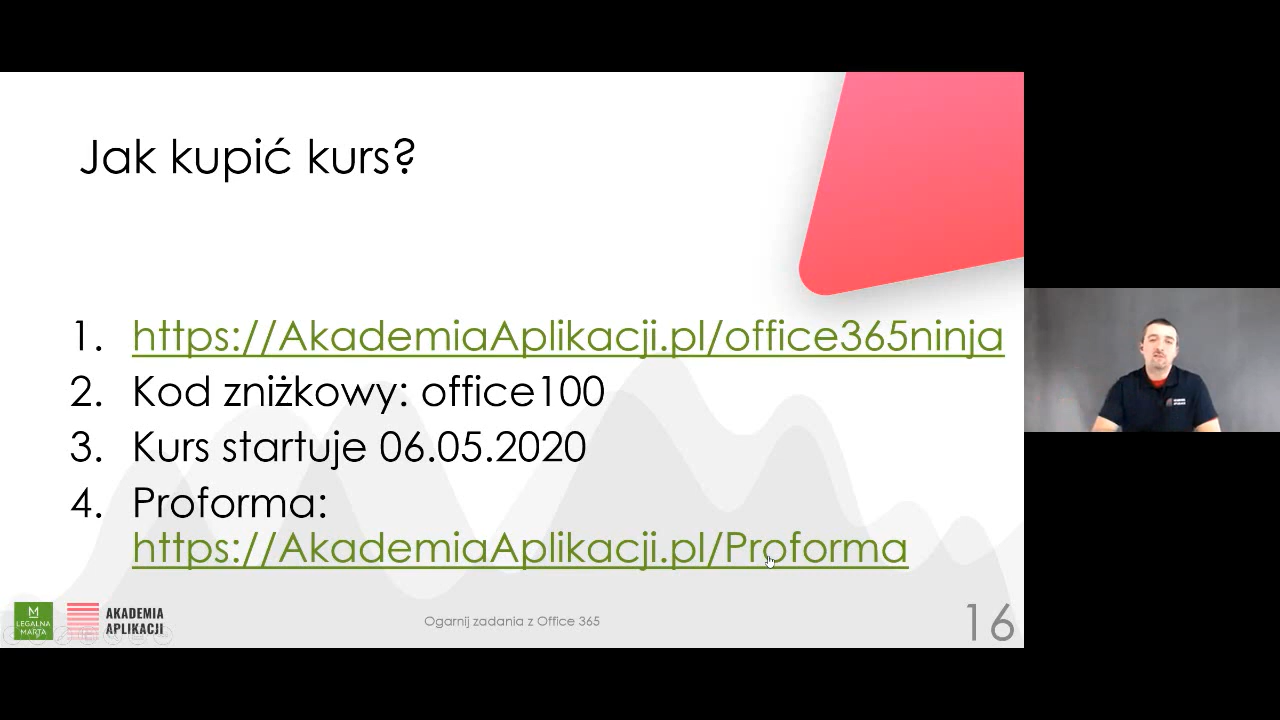 Jak kupić kurs?
1. https://AkademiaAplikacji.pl/office365ninja
2. Kod zniżkowy: office100
3. Kurs startuje 06.05.2020
4. Proforma:
https://AkademiaAplikacji.pl/Proforma
M
LEGALNA
MARTA
AKADEMIA
APLIKACJI
Ogarnij zadania z Office 365
16